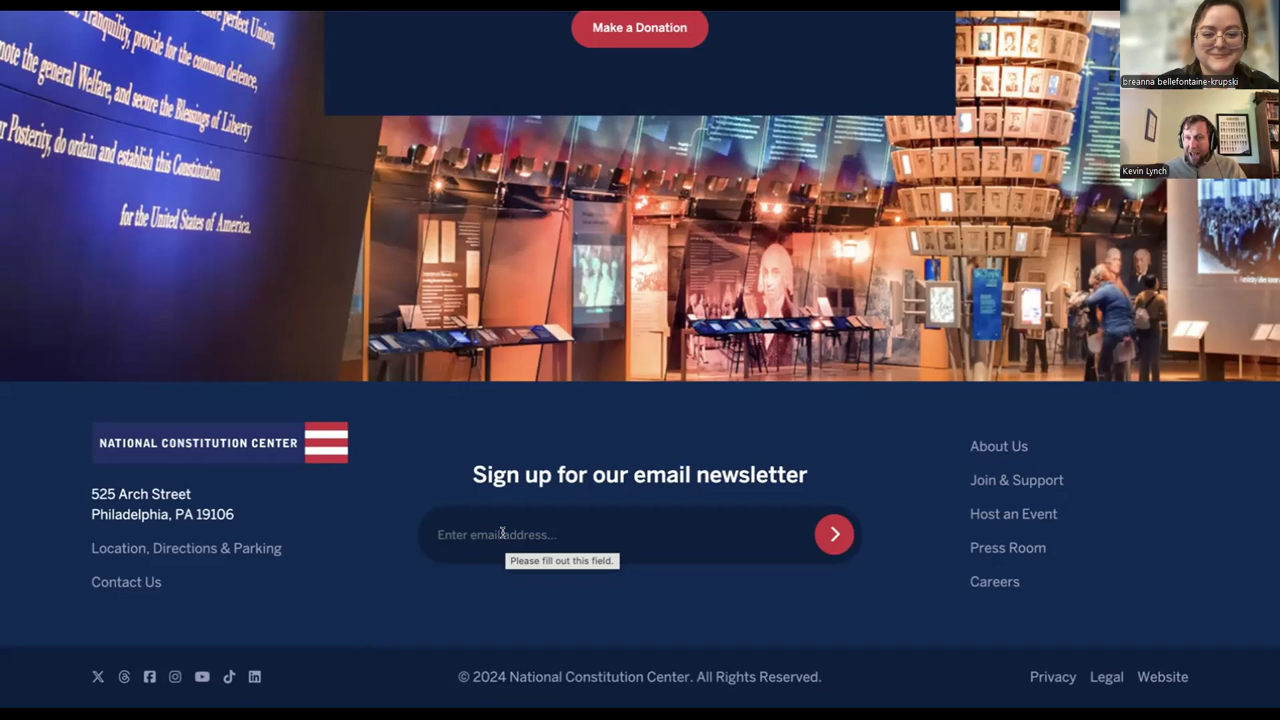 more perfect Union,
Tranquility, provide for the common defence,
the general Welfare, and secure the Blessings of Liberty
Posterity, do ordain and establish this Constitution
for the United States of America.
Make a Donation
breanna bellefontaine-krupski
Kevin Lynch
NATIONAL CONSTITUTION CENTER
525 Arch Street
Philadelphia, PA 19106
Location, Directions & Parking
Contact Us
Sign up for our email newsletter
Enter email address...
Please fill out this field.
About Us
Join & Support
Host an Event
Press Room
Careers
© 2024 National Constitution Center. All Rights Reserved.
Privacy Legal Website